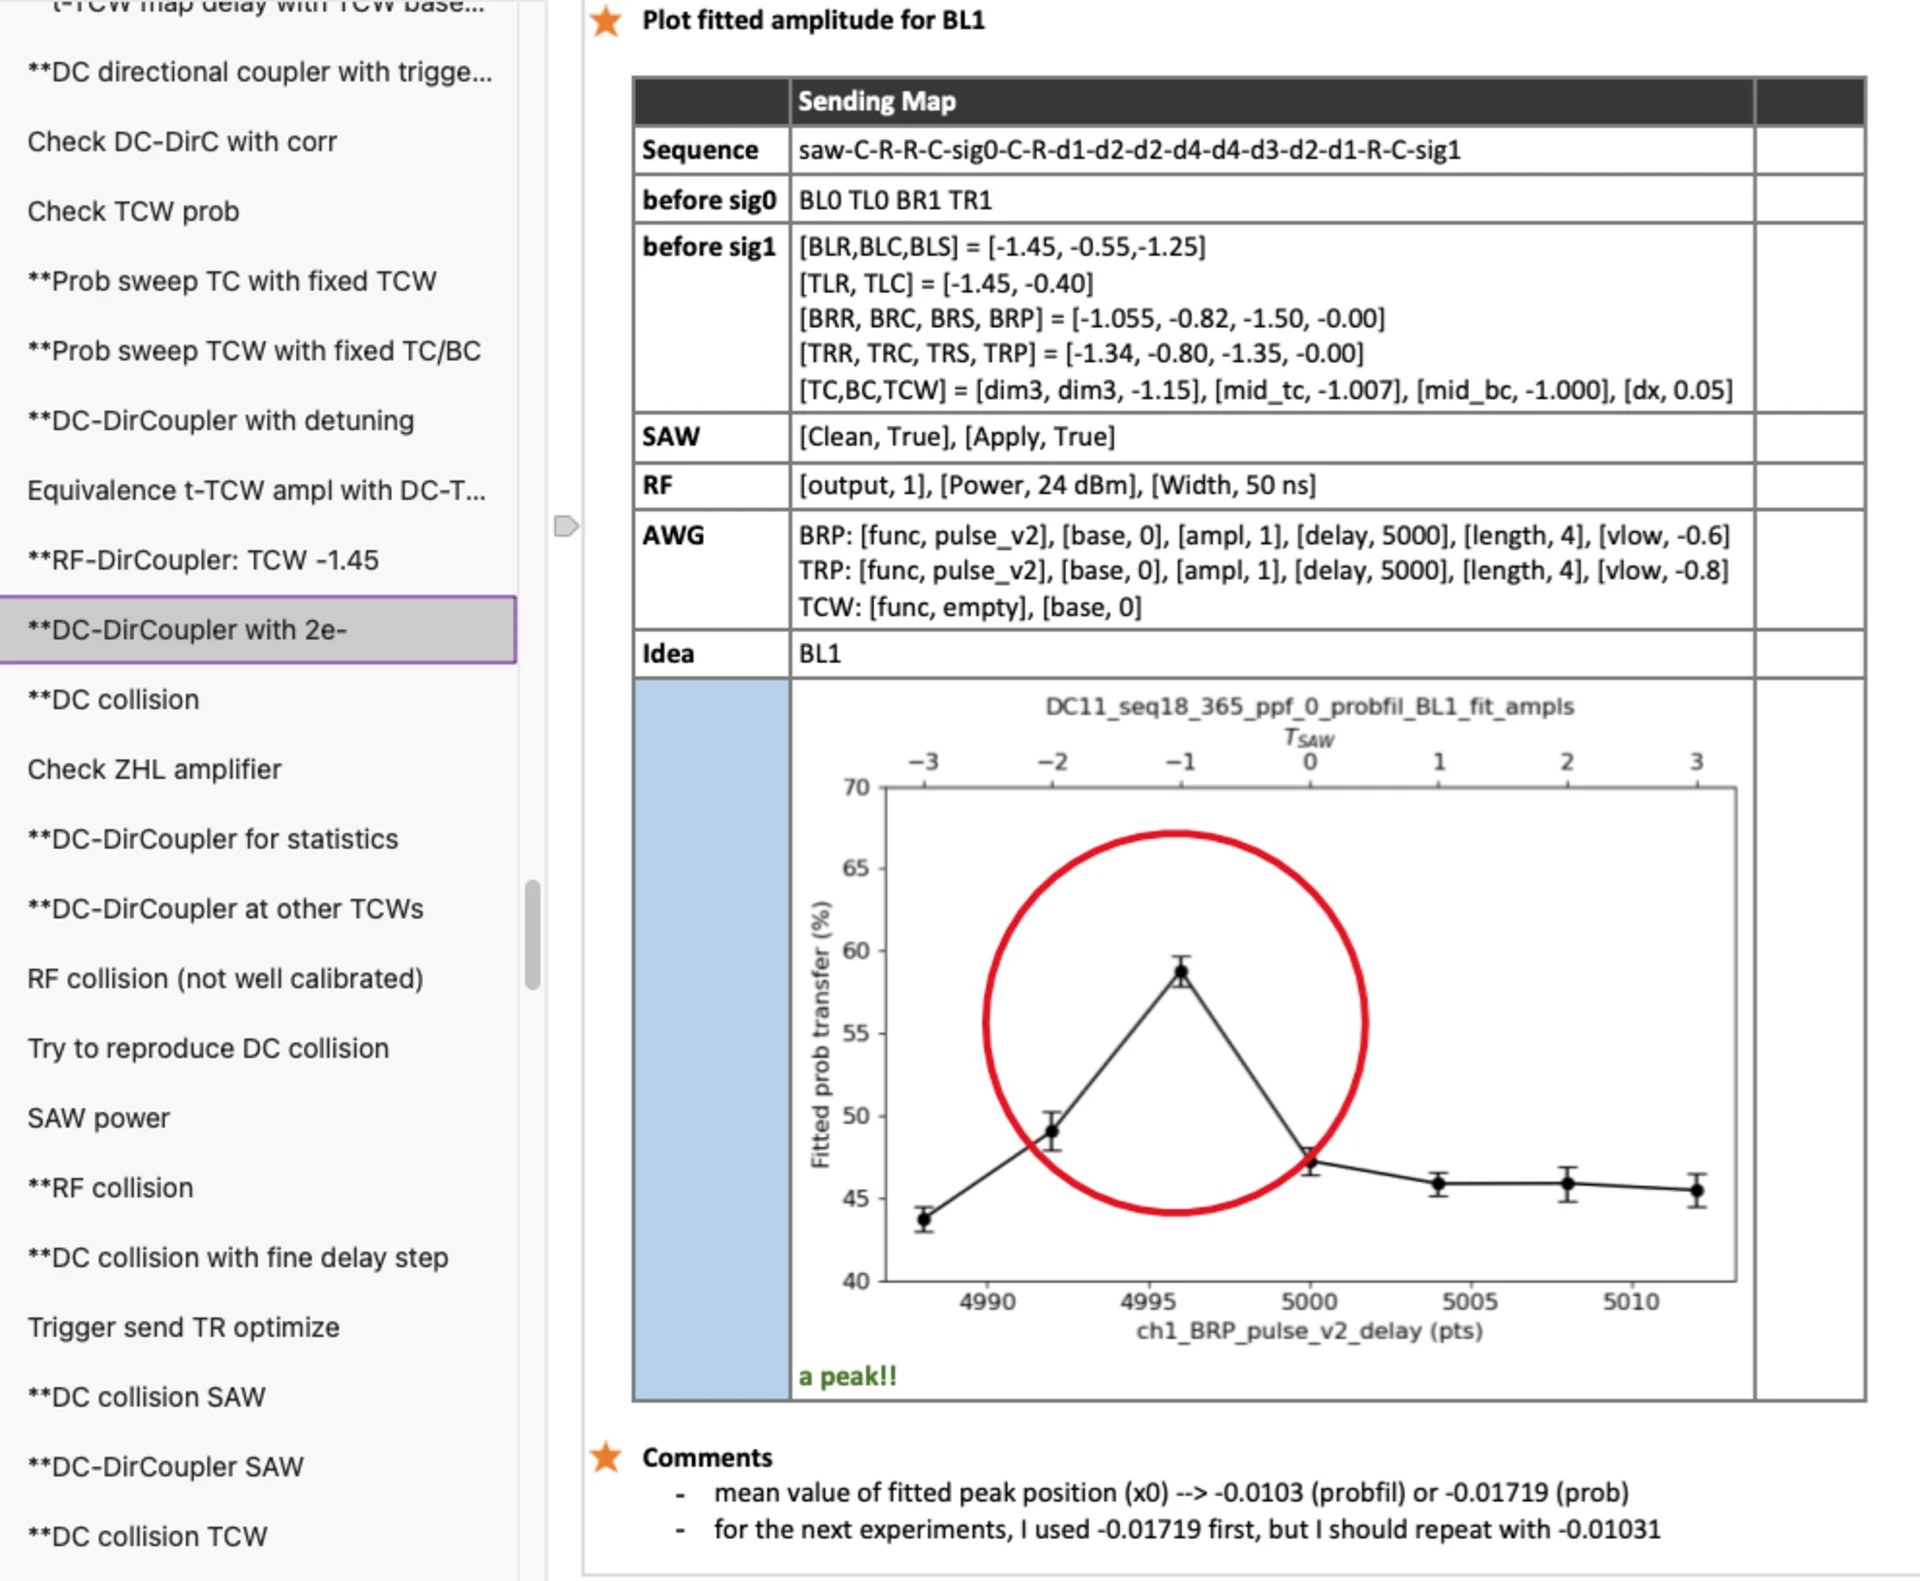 t-TCW map delay with TCW base...
**DC directional coupler with trigge...
Check DC-DirC with corr
Check TCW prob
**Prob sweep TC with fixed TCW
**Prob sweep TCW with fixed TC/BC
**DC-DirCoupler with detuning
Equivalence t-TCW ampl with DC-T...
**RF-DirCoupler: TCW -1.45
**DC-DirCoupler with 2e-
**DC collision
Check ZHL amplifier
**DC-DirCoupler for statistics
**DC-DirCoupler at other TCWs
RF collision (not well calibrated)
Try to reproduce DC collision
SAW power
**RF collision
**DC collision with fine delay step
Trigger send TR optimize
**DC collision SAW
**DC-DirCoupler SAW
**DC collision TCW
Plot fitted amplitude for BL1
Sending Map
Sequence saw-C-R-R-C-sig0-C-R-d1-d2-d2-d4-d4-d3-d2-d1-R-C-sig1
before sig0 BL0 TL0 BR1 TR1
before sig1 [BLR,BLC,BLS] = [-1.45, -0.55,-1.25]
[TLR, TLC] = [-1.45, -0.40]
[BRR, BRC, BRS, BRP] = [-1.055, -0.82, -1.50, -0.00]
[TRR, TRC, TRS, TRP] = [-1.34, -0.80, -1.35, -0.00]
[TC,BC,TCW] = [dim3, dim3, -1.15], [mid_tc, -1.007], [mid_bc, -1.000], [dx, 0.05]
SAW [Clean, True], [Apply, True]
RF [output, 1], [Power, 24 dBm], [Width, 50 ns]
AWG BRP: [func, pulse_v2], [base, 0], [ampl, 1], [delay, 5000], [length, 4], [vlow, -0.6]
TRP: [func, pulse_v2], [base, 0], [ampl, 1], [delay, 5000], [length, 4], [vlow, -0.8]
TCW: [func, empty], [base, 0]
Idea BL1
DC11_seq18_365_ppf_0_probfil_BL1_fit_ampls
TSAW
−3 −2 −1 0 1 2 3
70
65
60
55
50
45
40
Fitted prob transfer (%)
4990 4995 5000 5005 5010
ch1_BRP_pulse_v2_delay (pts)
a peak!!
Comments
- mean value of fitted peak position (x0) --> -0.0103 (probfil) or -0.01719 (prob)
- for the next experiments, I used -0.01719 first, but I should repeat with -0.01031